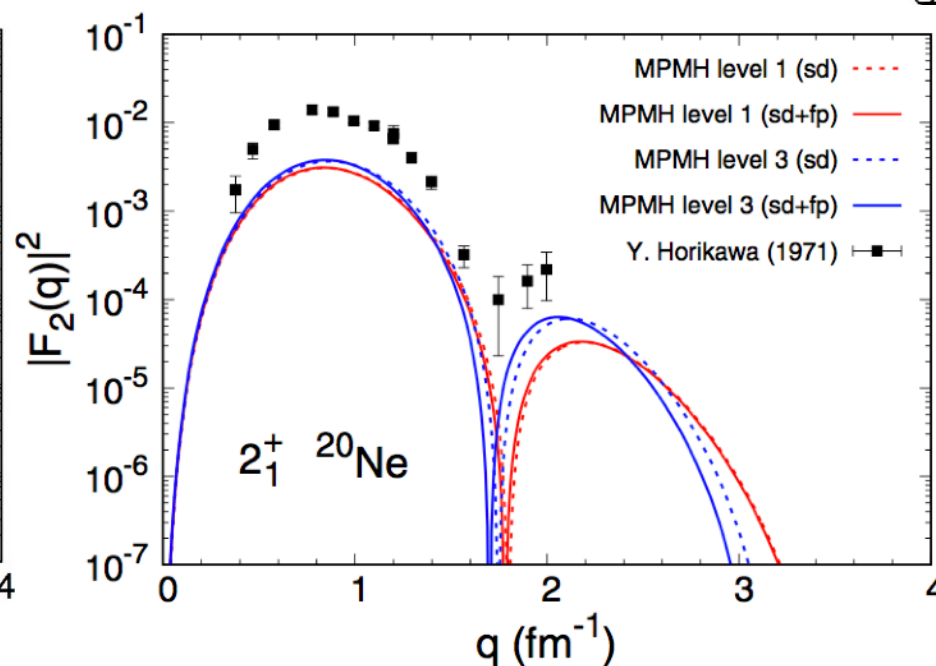 10⁻¹
10⁻²
10⁻³
10⁻⁴
10⁻⁵
10⁻⁶
10⁻⁷
|F₂(q)|²
MPMH level 1 (sd)
MPMH level 1 (sd+fp)
MPMH level 3 (sd)
MPMH level 3 (sd+fp)
Y. Horikawa (1971)
2₁⁺ ²⁰Ne
4
0 1 2 3 4
q (fm⁻¹)